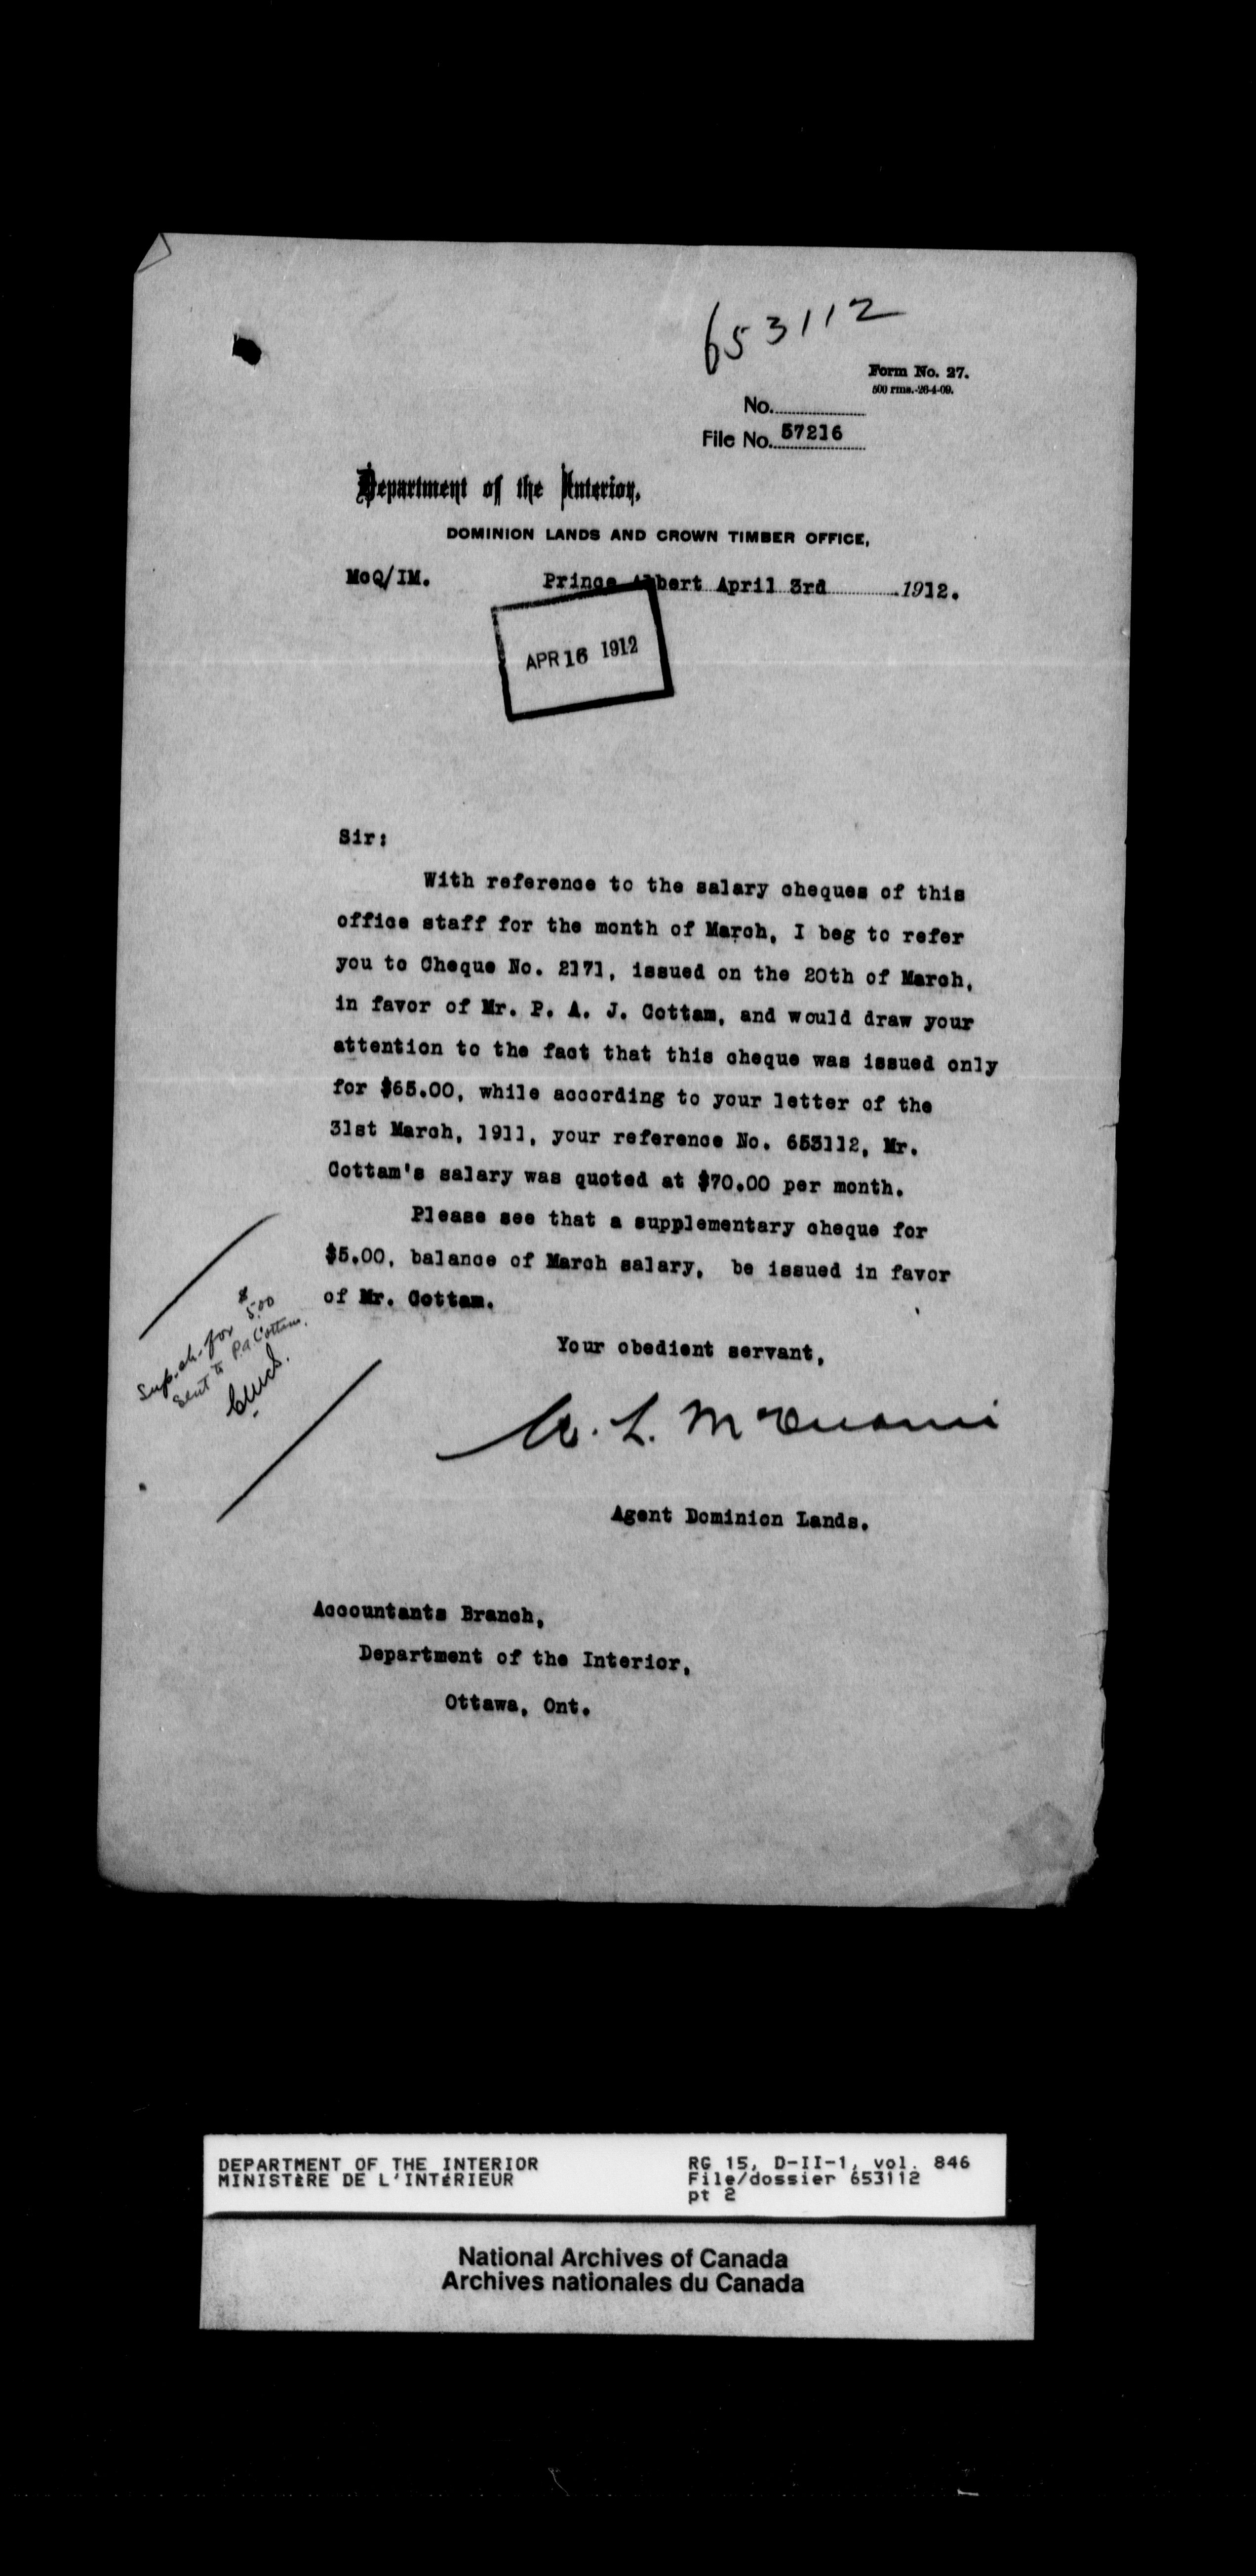 653112
Form No. 27.
500 rms.-26-4-09.
No.
File No. 57216
Department of the Interior,
DOMINION LANDS AND CROWN TIMBER OFFICE,
McQ/IM. Prince Albert April 3rd 1912.
APR 16 1912
Sir:
With reference to the salary cheques of this
office staff for the month of March, I beg to refer
you to Cheque No. 2171, issued on the 20th of March,
in favor of Mr. P. A. J. Cottam, and would draw your
attention to the fact that this cheque was issued only
for $65.00, while according to your letter of the
31st March, 1911, your reference No. 653112, Mr.
Cottam's salary was quoted at $70.00 per month.
Please see that a supplementary cheque for
$5.00, balance of March salary, be issued in favor
of Mr. Cottam.
Sup. ch. for $5.00
sent to P.A Cottam.
Your obedient servant,
Agent Dominion Lands.
Accountants Branch,
Department of the Interior,
Ottawa, Ont.
DEPARTMENT OF THE INTERIOR
MINISTÈRE DE L'INTÉRIEUR
RG 15, D-II-1, vol. 846
File/dossier 653112
pt 2
National Archives of Canada
Archives nationales du Canada